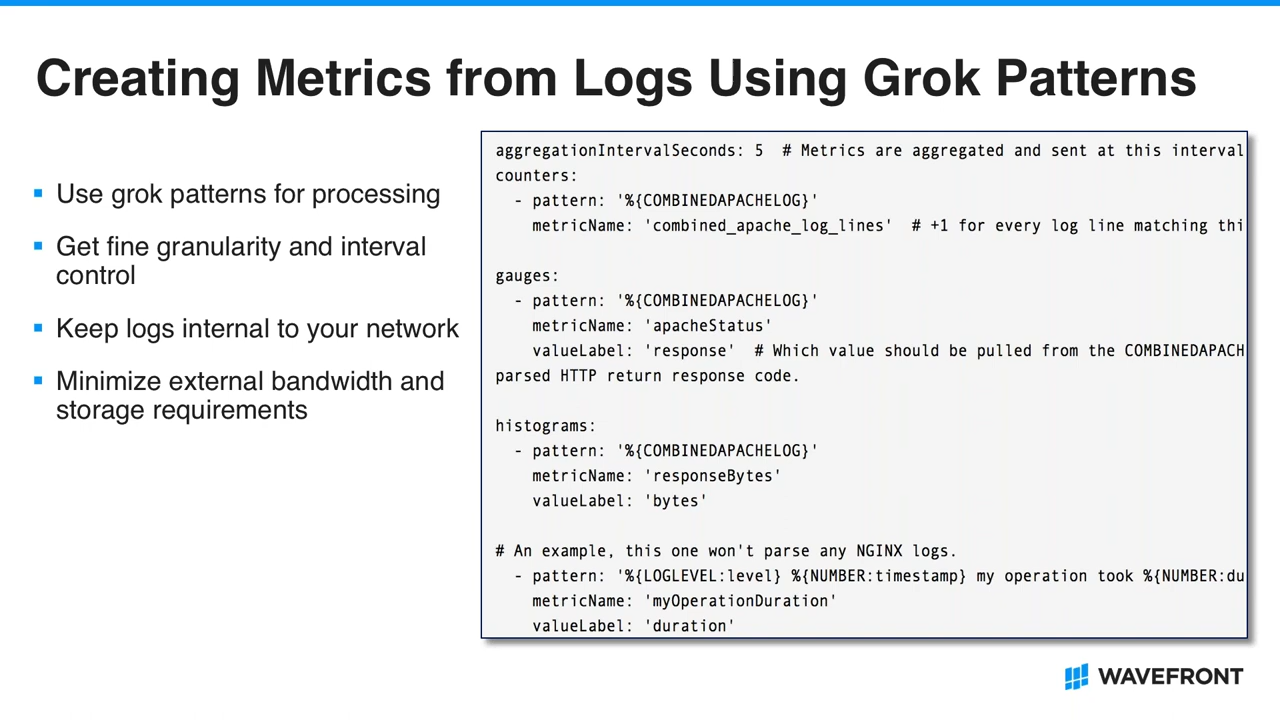 Creating Metrics from Logs Using Grok Patterns
Use grok patterns for processing
Get fine granularity and interval
control
Keep logs internal to your network
Minimize external bandwidth and
storage requirements
aggregationIntervalSeconds: 5  # Metrics are aggregated and sent at this interval
counters:
  - pattern: '%{COMBINEDAPACHELOG}'
    metricName: 'combined_apache_log_lines'  # +1 for every log line matching thi
gauges:
  - pattern: '%{COMBINEDAPACHELOG}'
    metricName: 'apacheStatus'
    valueLabel: 'response'  # Which value should be pulled from the COMBINEDAPACH
parsed HTTP return response code.
histograms:
  - pattern: '%{COMBINEDAPACHELOG}'
    metricName: 'responseBytes'
    valueLabel: 'bytes'
# An example, this one won't parse any NGINX logs.
  - pattern: '%{LOGLEVEL:level} %{NUMBER:timestamp} my operation took %{NUMBER:du
    metricName: 'myOperationDuration'
    valueLabel: 'duration'
WAVEFRONT